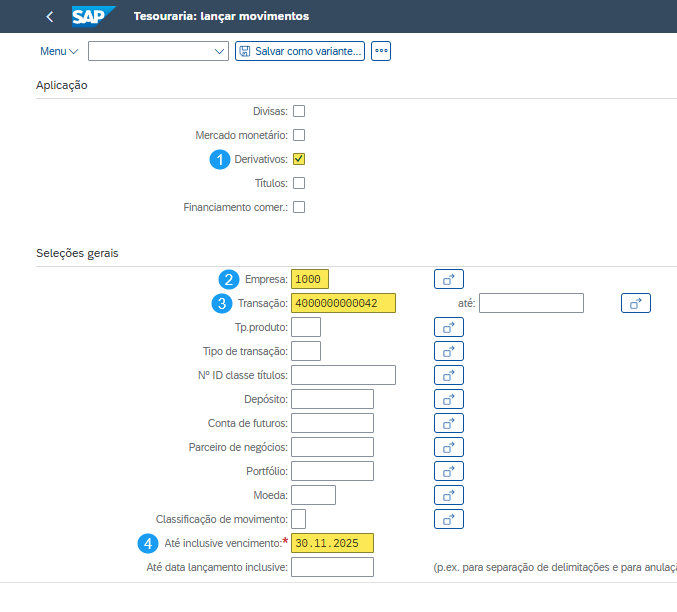 SAP Tesouraria: lançar movimentos
Menu Salvar como variante...
Aplicação
Divisas:
Mercado monetário:
1 Derivativos:
Títulos:
Financiamento comer.:
Seleções gerais
2 Empresa: 1000
3 Transação: 4000000000042 até:
Tp.produto:
Tipo de transação:
Nº ID classe títulos:
Depósito:
Conta de futuros:
Parceiro de negócios:
Portfólio:
Moeda:
Classificação de movimento:
4 Até inclusive vencimento:* 30.11.2025
Até data lançamento inclusive: (p.ex. para separação de delimitações e para anulaç